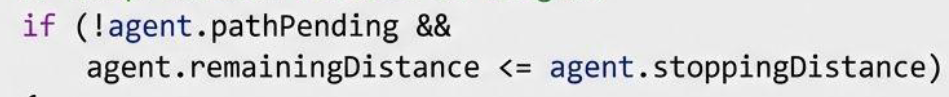 if (!agent.pathPending &&
agent.remainingDistance <= agent.stoppingDistance)